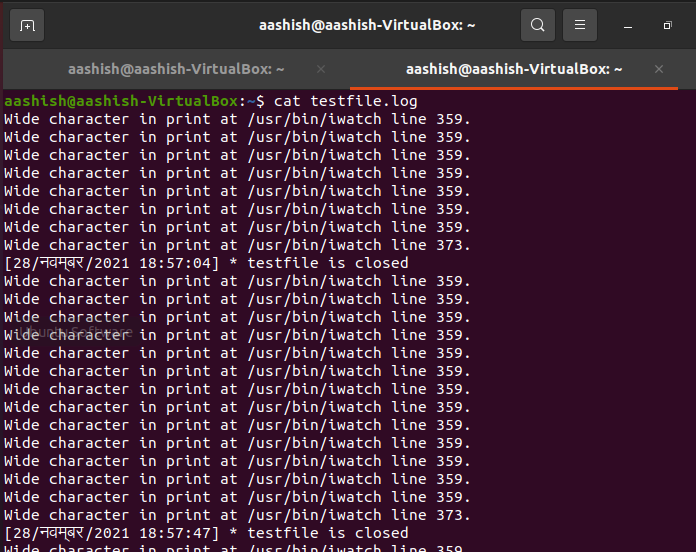 aashish@aashish-VirtualBox: ~
aashish@aashish-VirtualBox: ~ × aashish@aashish-VirtualBox: ~ ×
aashish@aashish-VirtualBox:~$ cat testfile.log
Wide character in print at /usr/bin/iwatch line 359.
Wide character in print at /usr/bin/iwatch line 359.
Wide character in print at /usr/bin/iwatch line 359.
Wide character in print at /usr/bin/iwatch line 359.
Wide character in print at /usr/bin/iwatch line 359.
Wide character in print at /usr/bin/iwatch line 359.
Wide character in print at /usr/bin/iwatch line 359.
Wide character in print at /usr/bin/iwatch line 373.
[28/नवम्बर/2021 18:57:04] * testfile is closed
Wide character in print at /usr/bin/iwatch line 359.
Wide character in print at /usr/bin/iwatch line 359.
Wide character in print at /usr/bin/iwatch line 359.
Wide character in print at /usr/bin/iwatch line 359.
Ubuntu Software
Wide character in print at /usr/bin/iwatch line 359.
Wide character in print at /usr/bin/iwatch line 359.
Wide character in print at /usr/bin/iwatch line 359.
Wide character in print at /usr/bin/iwatch line 359.
Wide character in print at /usr/bin/iwatch line 359.
Wide character in print at /usr/bin/iwatch line 359.
Wide character in print at /usr/bin/iwatch line 359.
Wide character in print at /usr/bin/iwatch line 359.
Wide character in print at /usr/bin/iwatch line 359.
Wide character in print at /usr/bin/iwatch line 373.
[28/नवम्बर/2021 18:57:47] * testfile is closed
Wide character in print at /usr/bin/iwatch line 359.